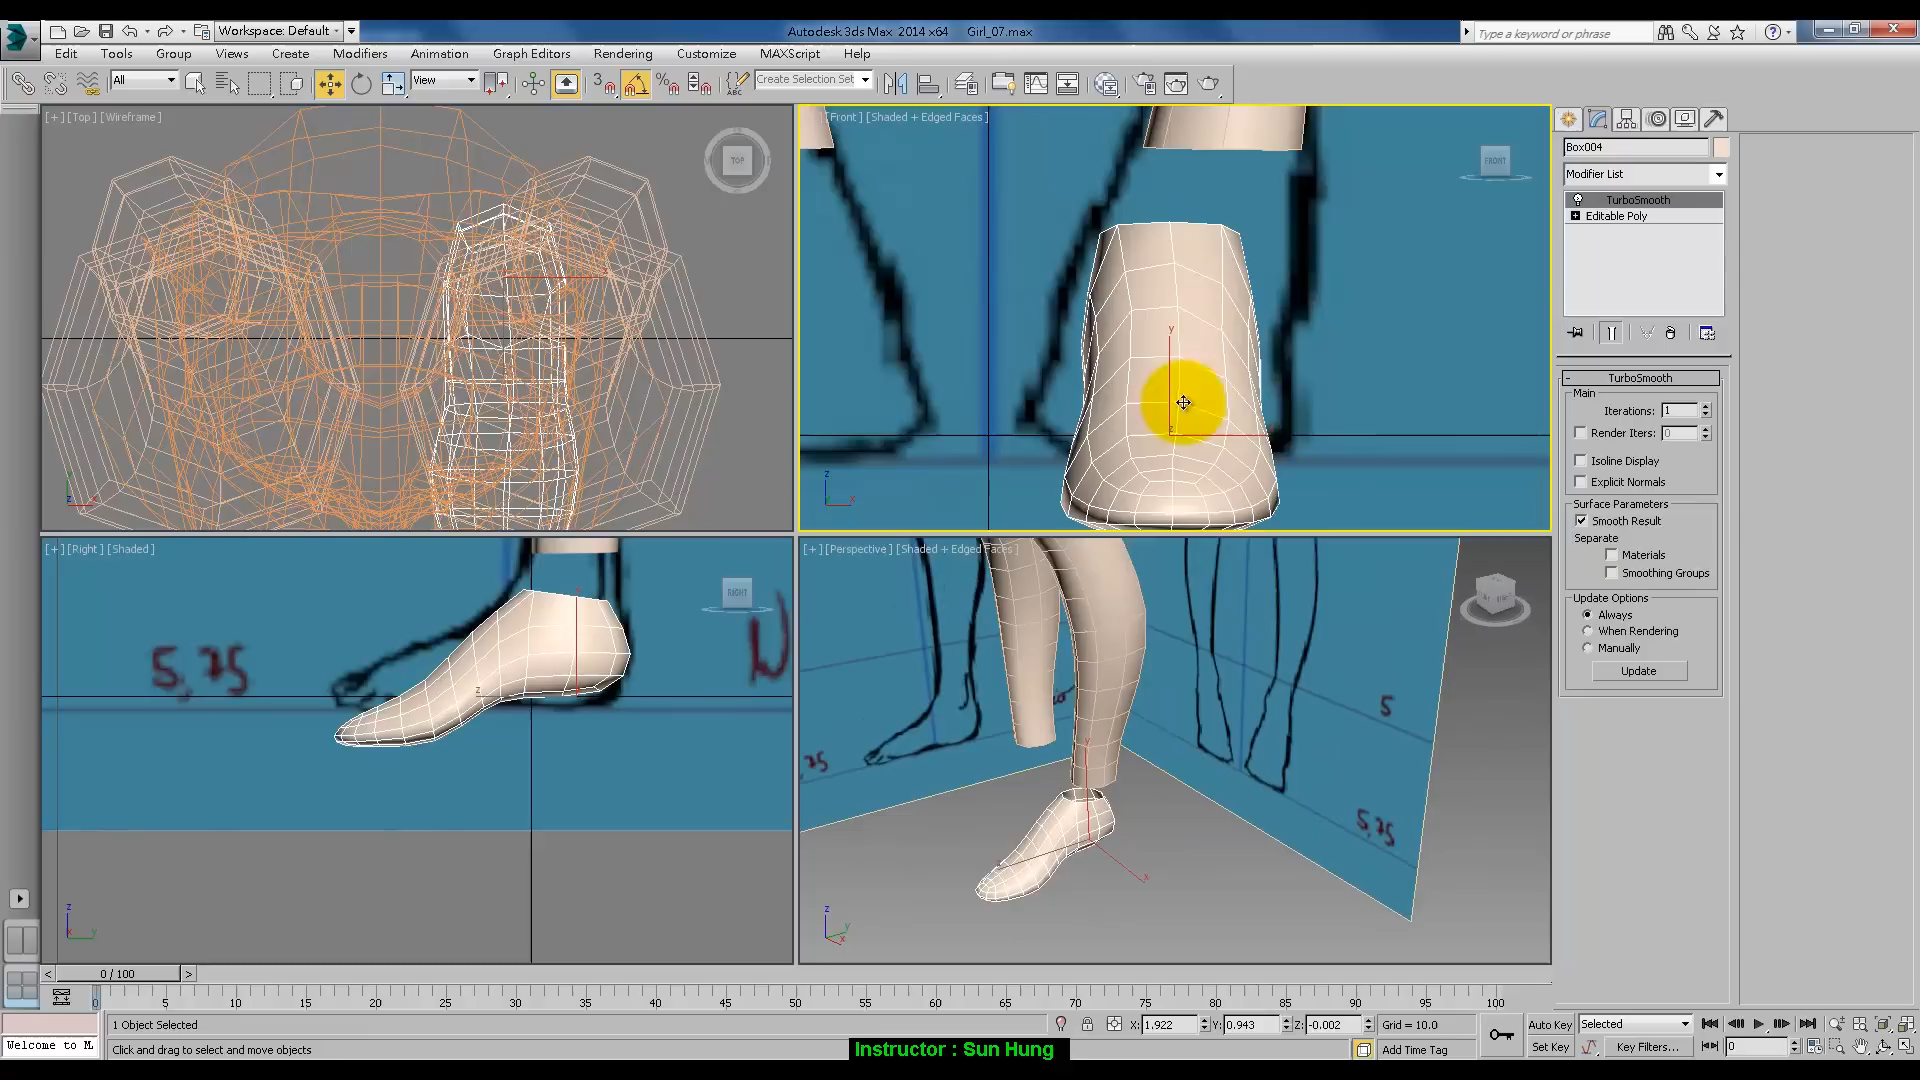 Workspace: Default
Autodesk 3ds Max 2014 x64 Girl_07.max
Type a keyword or phrase
Edit Tools Group Views Create Modifiers Animation Graph Editors Rendering Customize MAXScript Help
All
View
3
ABC
Create Selection Set
[+] [Top] [Wireframe]
TOP
[Front] [Shaded + Edged Faces]
FRONT
Box004
Modifier List
TurboSmooth
Editable Poly
TurboSmooth
Main
Iterations: 1
Render Iters: 0
Isoline Display
Explicit Normals
Surface Parameters
Smooth Result
Separate
Materials
Smoothing Groups
Update Options
Always
When Rendering
Manually
Update
[+] [Right] [Shaded]
RIGHT
5,75
[+] [Perspective] [Shaded + Edged Faces]
5
5,75
0 / 100
0 5 10 15 20 25 30 35 40 45 50 55 60 65 70 75 80 85 90 95 100
1 Object Selected
X: 1.922 Y: 0.943 Z: -0.002 Grid = 10.0
Auto Key Selected
Welcome to M
Click and drag to select and move objects
Instructor : Sun Hung
Add Time Tag
Set Key Key Filters... 0